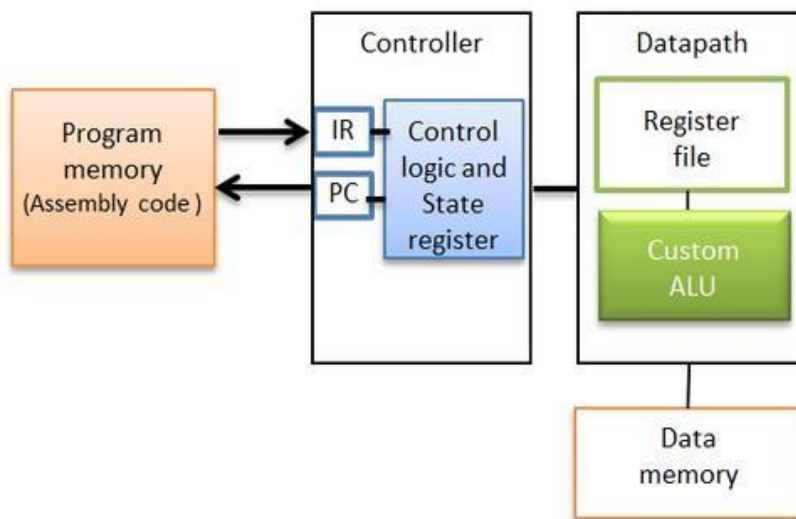 Program
memory
(Assembly code )
Controller
IR
PC
Control
logic and
State
register
Datapath
Register
file
Custom
ALU
Data
memory